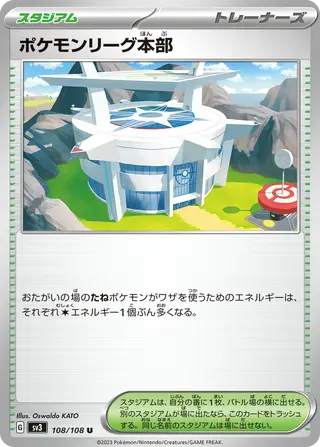 スタジアム
トレーナーズ
ポケモンリーグ本部
ほん ぶ
おたがいの場のたねポケモンがワザを使うためのエネルギーは、
それぞれ✶エネルギー1個ぶん多くなる。
Illus. Oswaldo KATO
G sv3 108/108 U
スタジアムは、自分の番に1枚、バトル場の横に出せる。
別のスタジアムが場に出たなら、このカードをトラッシュ
する。同じ名前のスタジアムは場に出せない。
©2023 Pokémon/Nintendo/Creatures/GAME FREAK.